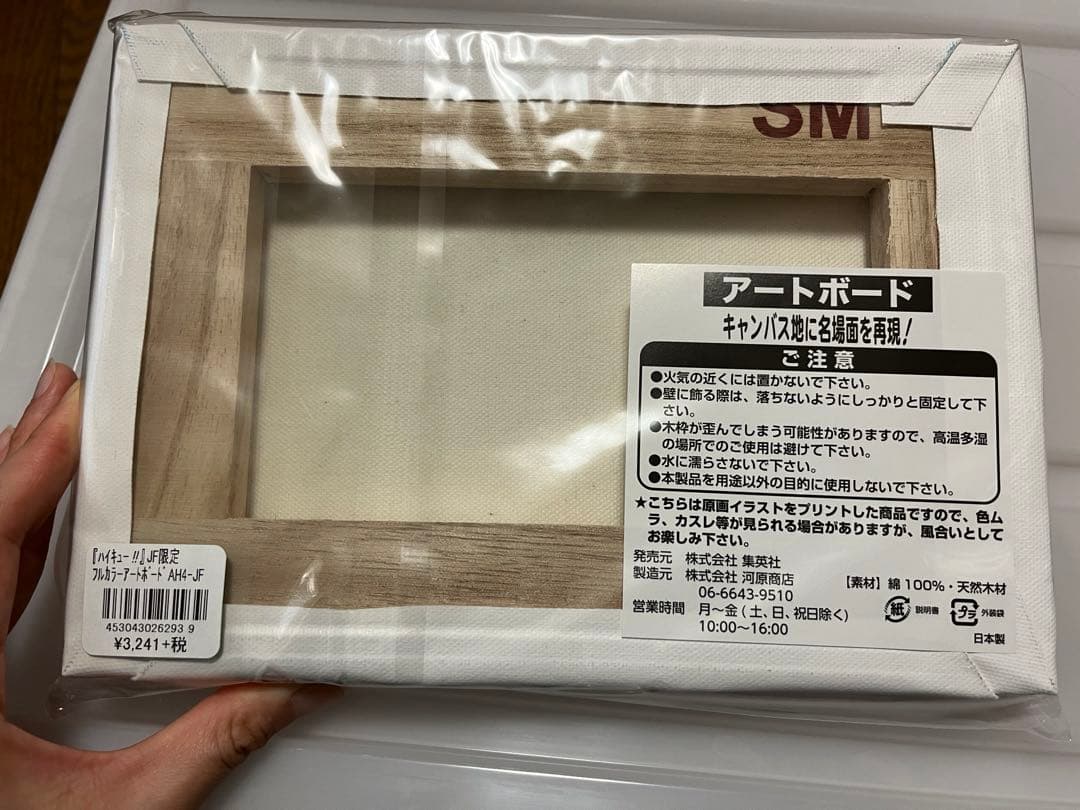 SM
アートボード
キャンバス地に名場面を再現!
ご注意
●火気の近くには置かないで下さい。
●壁に飾る際は、落ちないようにしっかりと固定して下
さい。
●木枠が歪んでしまう可能性がありますので、高温多湿
の場所でのご使用は避けて下さい。
●水に濡らさないで下さい。
●本製品を用途以外の目的に使用しないで下さい。
★こちらは原画イラストをプリントした商品ですので、色ム
ラ、カスレ等が見られる場合がありますが、風合いとして
お楽しみ下さい。
発売元 株式会社 集英社
製造元 株式会社 河原商店
06-6643-9510
営業時間 月～金(土、日、祝日除く)
10:00～16:00
【素材】綿100%・天然木材
紙 説明書 プラ 外装袋
日本製
『ハイキュー!!』JF限定
フルカラーアートボード AH4-JF
453043026293 9
¥3,241+税